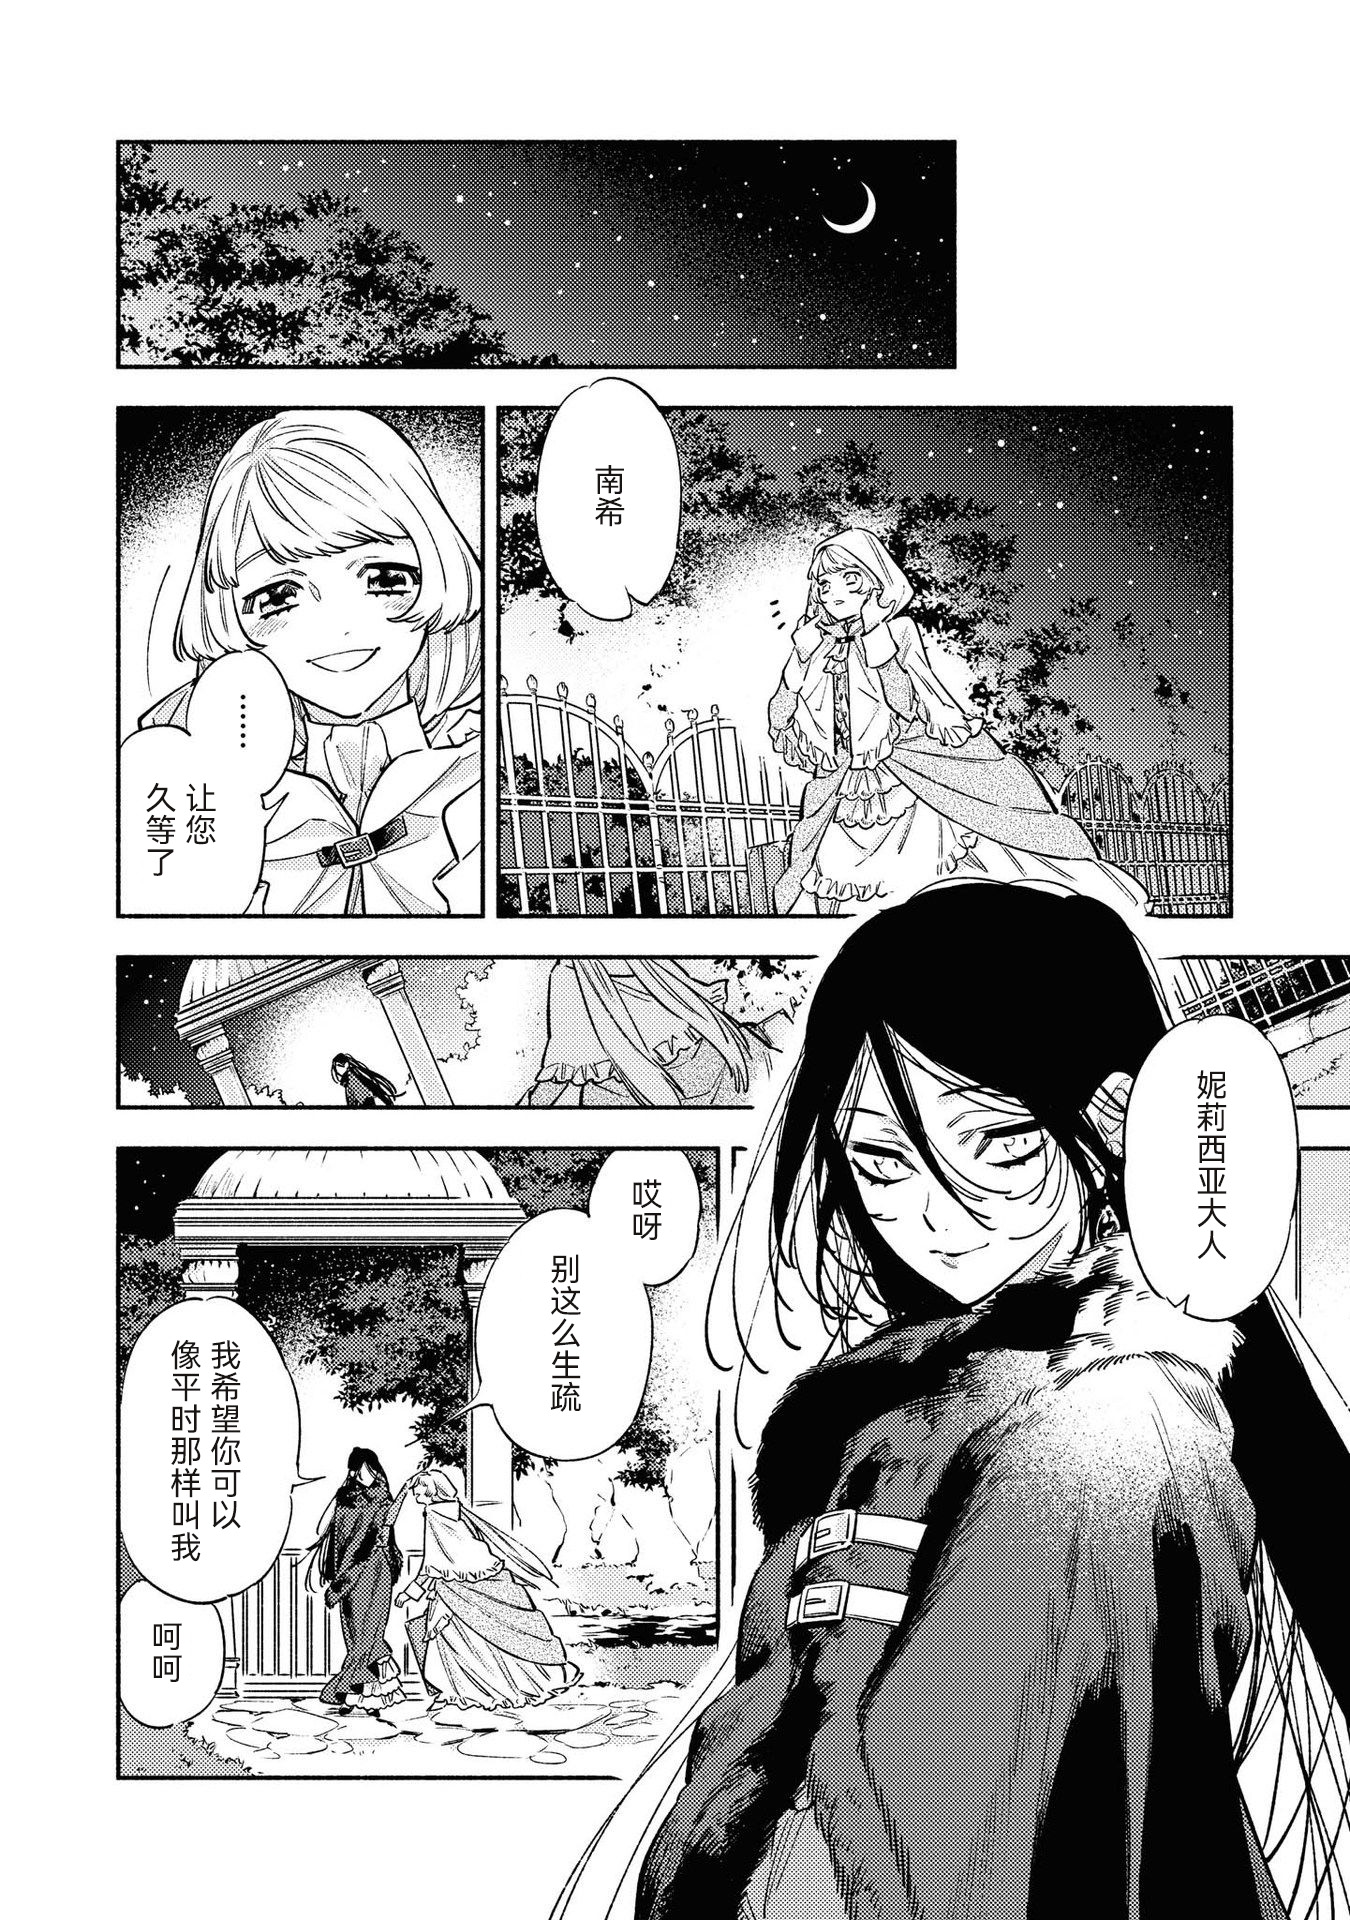 南希
……
让您
久等了
妮莉西亚大人
哎呀
别这么生疏
我希望你可以
像平时那样叫我
呵呵